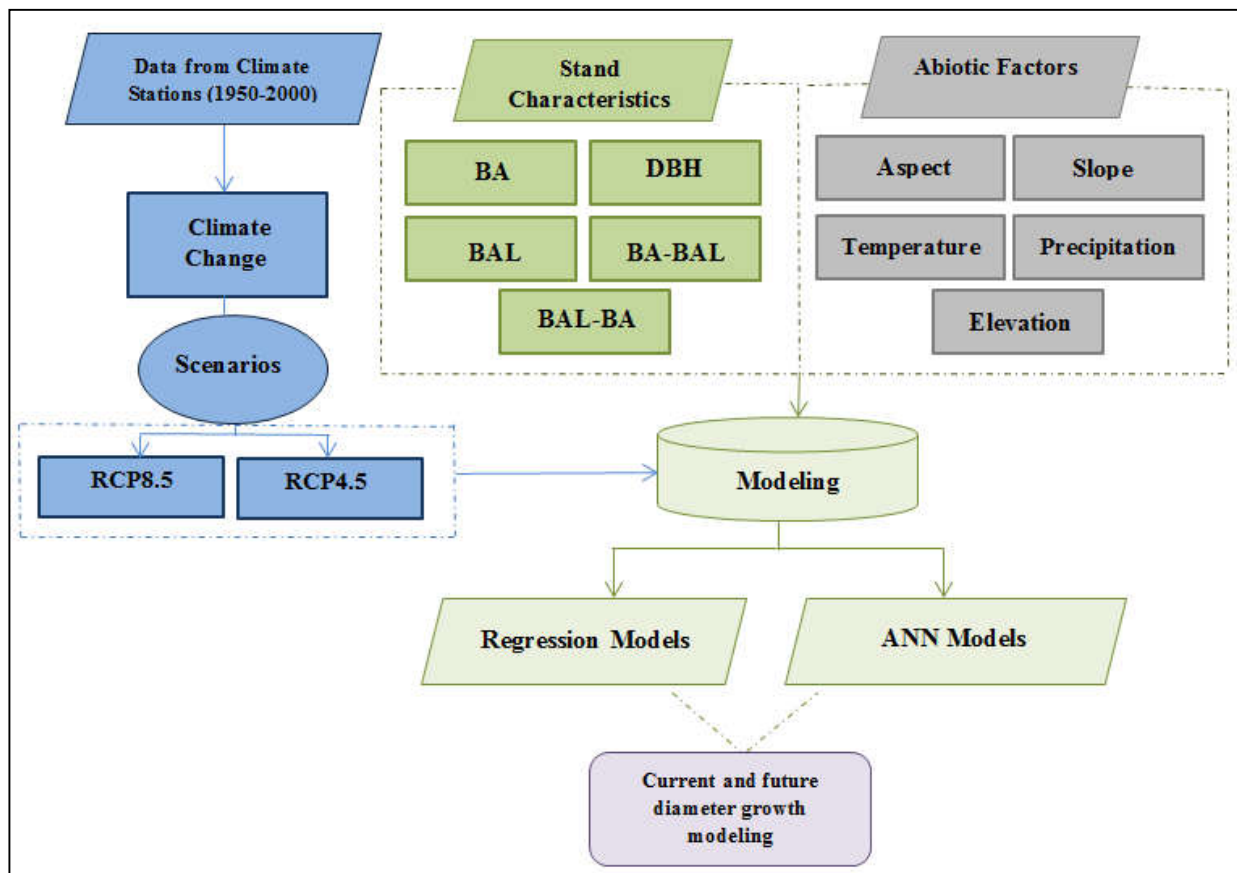 Data from Climate
Stations (1950-2000)
Climate
Change
Scenarios
RCP8.5
RCP4.5
Stand
Characteristics
BA
DBH
BAL
BA-BAL
BAL-BA
Abiotic Factors
Aspect
Slope
Temperature
Precipitation
Elevation
Modeling
Regression Models
ANN Models
Current and future
diameter growth
modeling